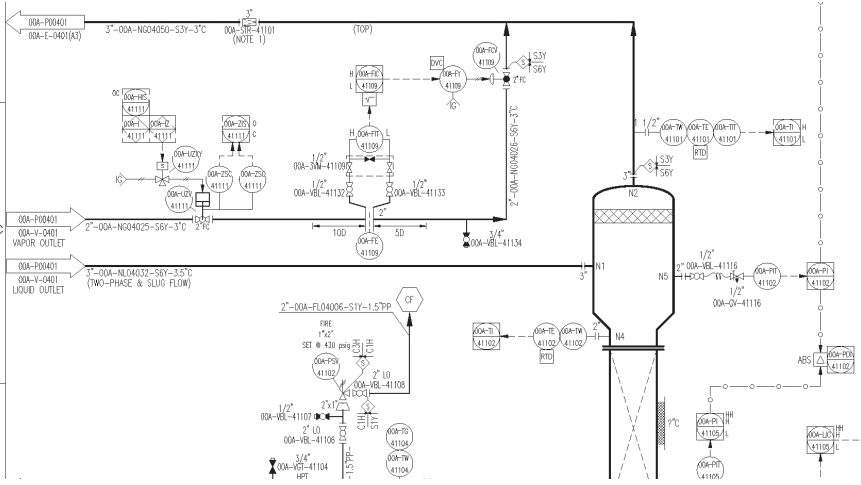 00A-P00401
00A-E-0401(A3)
3"-00A-NG04050-S3Y-3°C
3"
00A-STR-41101
(NOTE 1)
(TOP)
00A-FCV
41109
S
S3Y
S6Y
2" FC
DVC
H
L
00A-FIC
41109
√
00A-FY
41109
IG
OC
00A-HIS
41111
00A-I
41111
00A-IZ
41111
00A-ZIS
41111
O
C
S
00A-UZXY
41111
IG
00A-ZSC
41111
00A-ZSO
41111
00A-UZV
41111
2" FC
H
L
00A-FIT
41109
1/2"
00A-3VM-41109
1/2"
00A-VBL-41132
1/2"
00A-VBL-41133
2"-00A-NG04026-S6Y-3°C
1 1/2"
00A-TW
41101
00A-TE
41101
00A-TIT
41101
RTD
00A-TI
41101
H
L
S
S3Y
S6Y
3"
N2
00A-P00401
00A-V-0401
VAPOR OUTLET
2"-00A-NG04025-S6Y-3°C
2"
10D
5D
00A-FE
41109
3/4"
00A-VBL-41134
00A-P00401
00A-V-0401
LIQUID OUTLET
3"-00A-NL04032-S6Y-3.5°C
(TWO-PHASE & SLUG FLOW)
3"
N1
N5
2"
1/2"
00A-VBL-41116
1/2"
00A-GV-41116
00A-PIT
41102
00A-PI
41102
CF
2"-00A-FL04006-S1Y-1.5°PP
FIRE
1"x2"
SET @ 430 psig
C3H
C1H
S
00A-PSV
41102
2" LO
00A-VBL-41108
2"x1"
S
C1H
S1Y
1/2"
00A-VBL-41107
2" LO
00A-VBL-41106
3/4"
00A-VGT-41104
HPT
-1.5°PP-
00A-TG
41104
00A-TW
41104
00A-TI
41102
00A-TE
41102
00A-TW
41102
RTD
2"
N4
ABS
Δ
00A-PDN
41102
?°C
00A-PI
41105
HH
H
L
00A-PIT
41105
00A-LIC
41105
HH
H
L